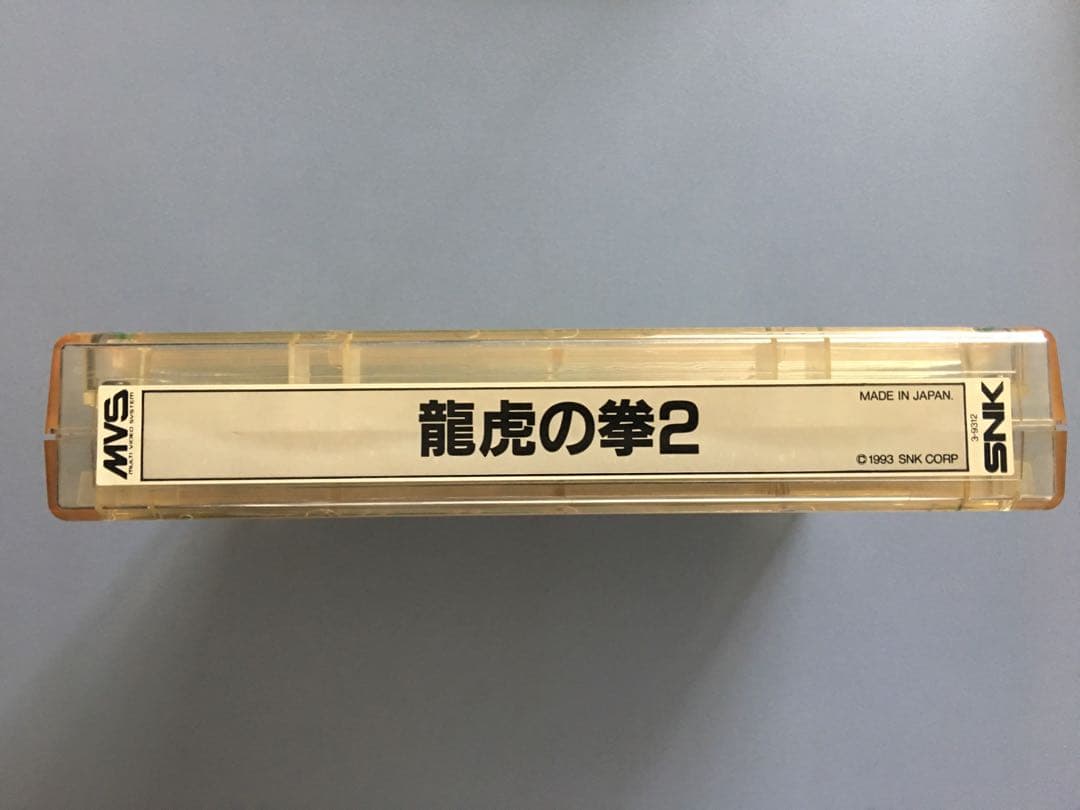 MVS
MULTI VIDEO SYSTEM
龍虎の拳2
MADE IN JAPAN.
©1993 SNK CORP
3-9312
SNK